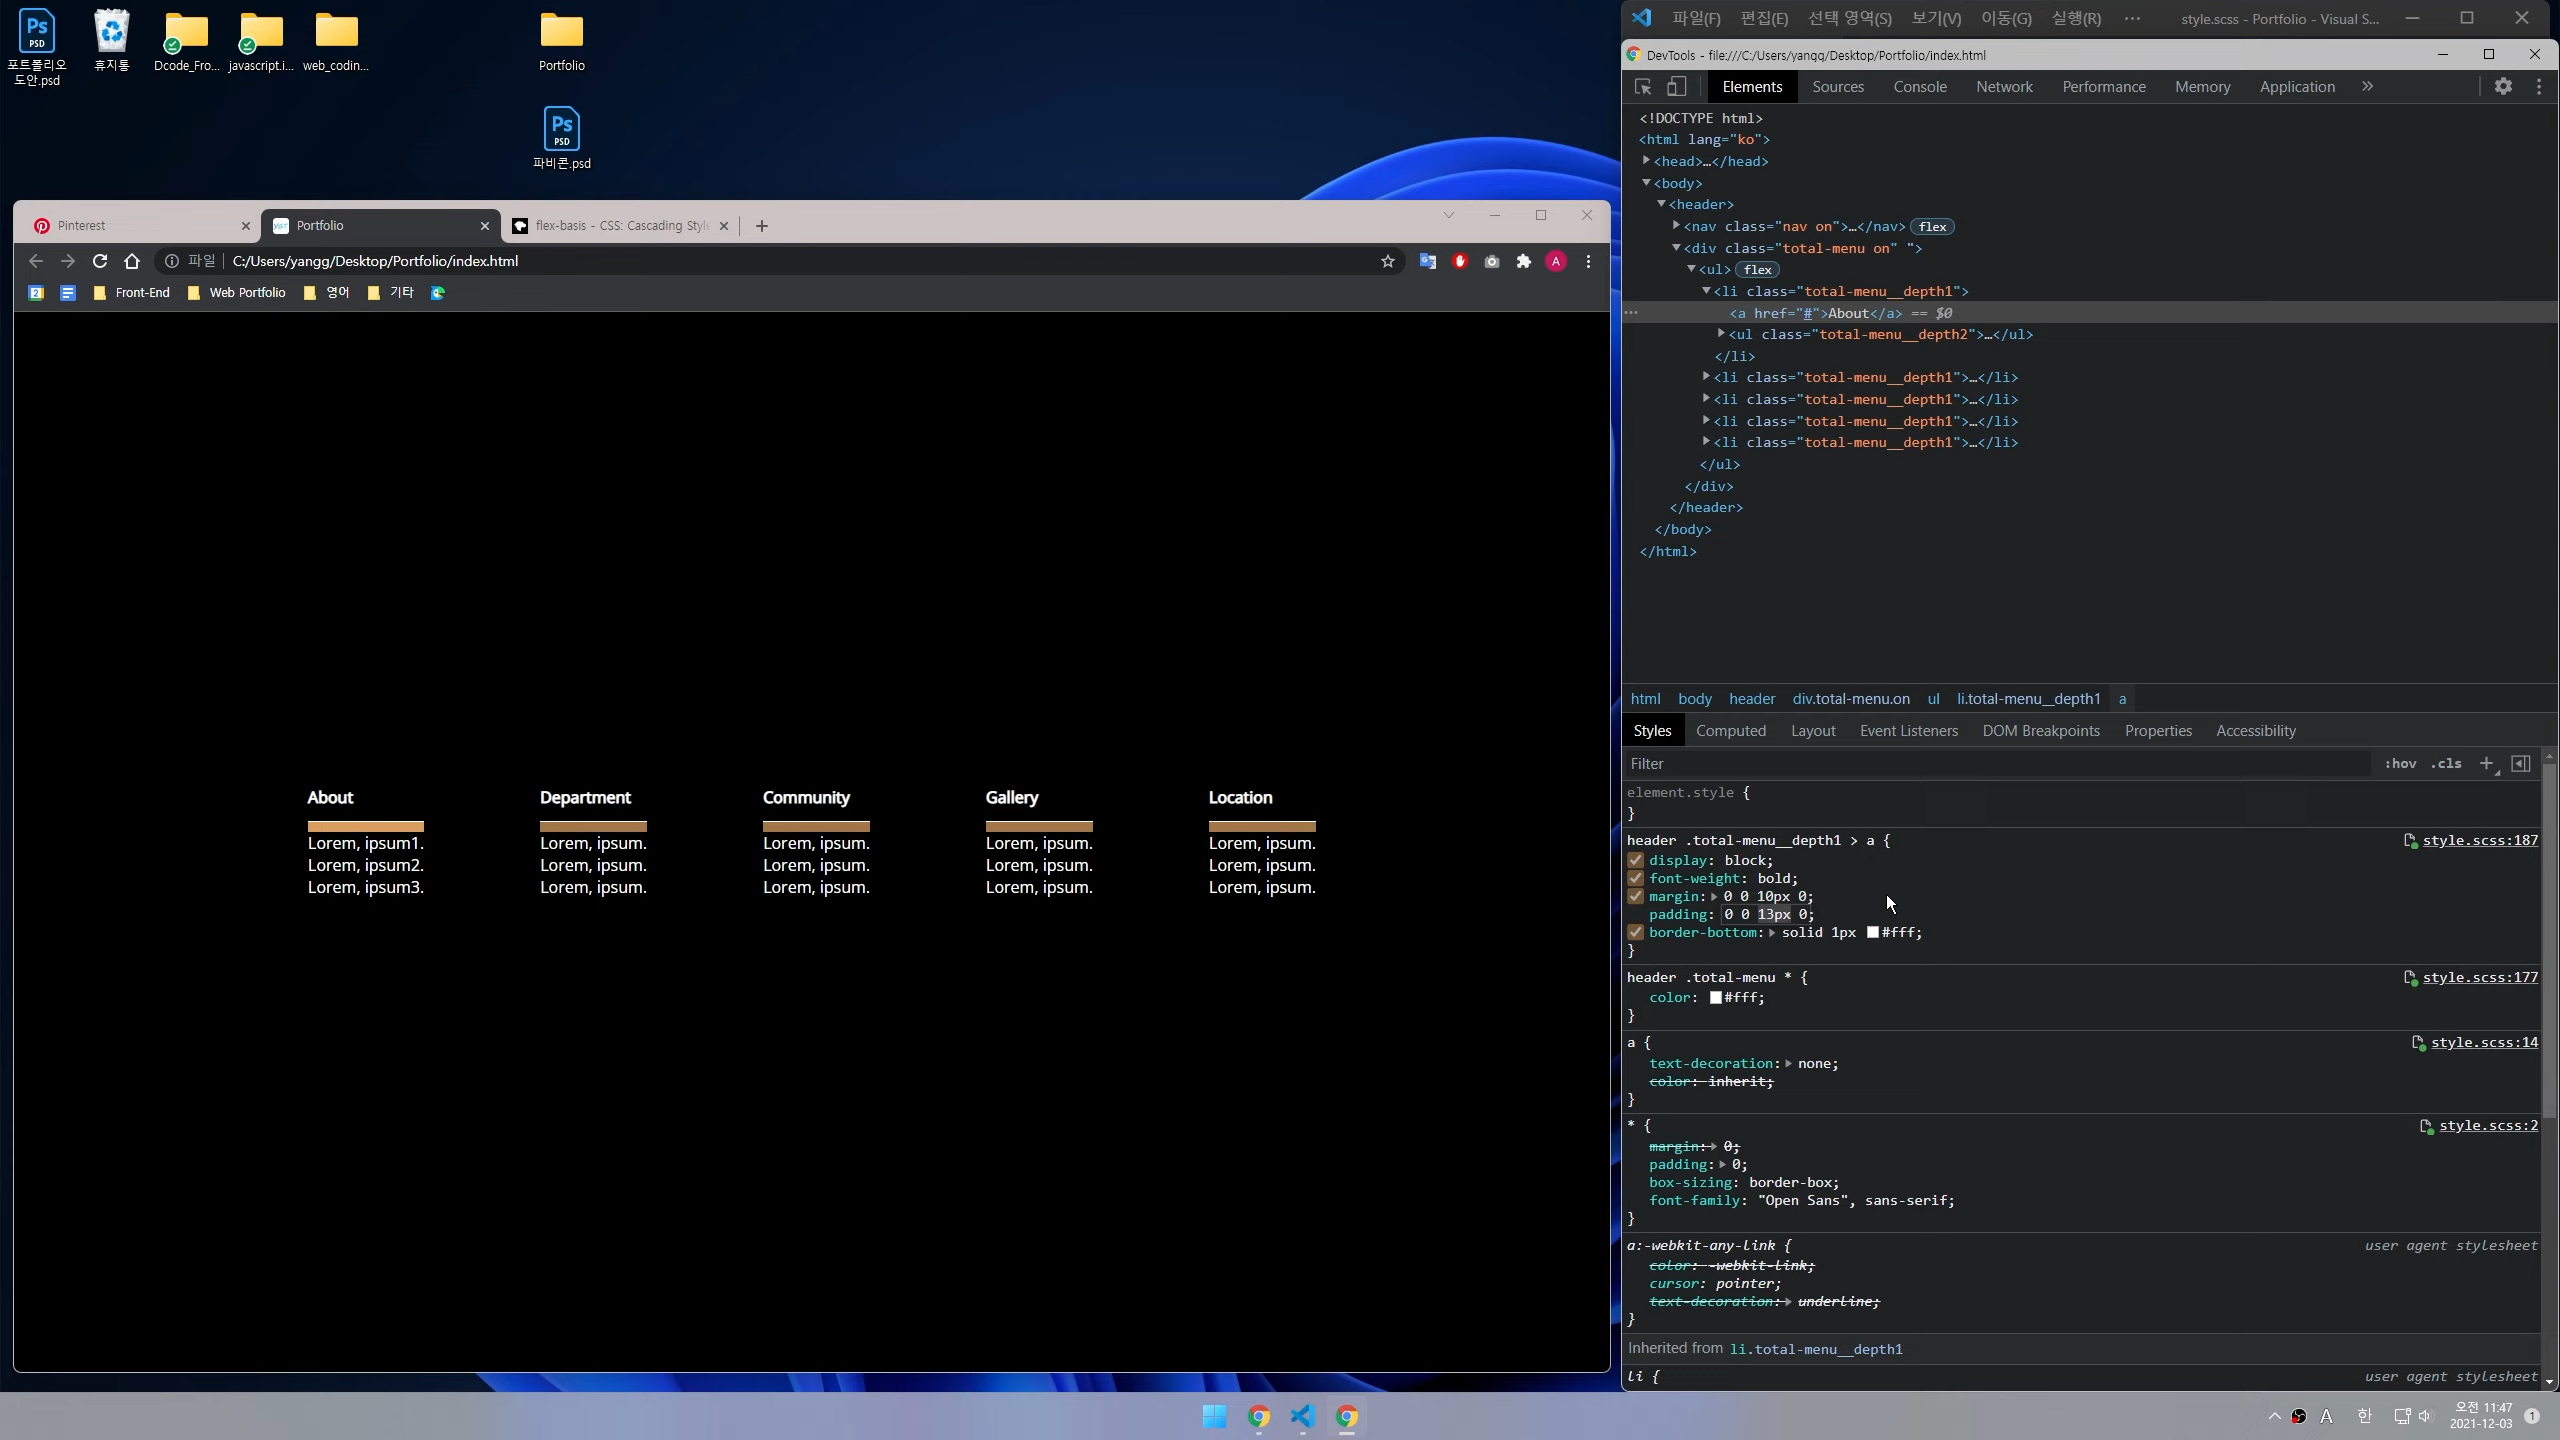 포트폴리오
도안.psd
휴지통
Dcode_Fro...
javascript.i...
web_codin...
Portfolio
파비콘.psd
파일(F) 편집(E) 선택 영역(S) 보기(V) 이동(G) 실행(R) ··· style.scss - Portfolio - Visual S...
DevTools - file:///C:/Users/yangg/Desktop/Portfolio/index.html
Elements Sources Console Network Performance Memory Application »
<!DOCTYPE html>
<html lang="ko">
<head>…</head>
<body>
<header>
<nav class="nav on">…</nav> flex
<div class="total-menu on" ">
<ul> flex
<li class="total-menu__depth1">
<a href="#">About</a> == $0
<ul class="total-menu__depth2">…</ul>
</li>
<li class="total-menu__depth1">…</li>
<li class="total-menu__depth1">…</li>
<li class="total-menu__depth1">…</li>
<li class="total-menu__depth1">…</li>
</ul>
</div>
</header>
</body>
</html>
html body header div.total-menu.on ul li.total-menu__depth1 a
Styles Computed Layout Event Listeners DOM Breakpoints Properties Accessibility
Filter :hov .cls
element.style {
}
header .total-menu__depth1 > a { style.scss:187
display: block;
font-weight: bold;
margin: 0 0 10px 0;
padding: 0 0 13px 0;
border-bottom: solid 1px #fff;
}
header .total-menu * { style.scss:177
color: #fff;
}
a { style.scss:14
text-decoration: none;
color: inherit;
}
* { style.scss:2
margin: 0;
padding: 0;
box-sizing: border-box;
font-family: "Open Sans", sans-serif;
}
a:-webkit-any-link { user agent stylesheet
color: -webkit-link;
cursor: pointer;
text-decoration: underline;
}
Inherited from li.total-menu__depth1
li { user agent stylesheet
Pinterest
Portfolio
flex-basis - CSS: Cascading Style
파일 C:/Users/yangg/Desktop/Portfolio/index.html
A
Front-End Web Portfolio 영어 기타
About Department Community Gallery Location
Lorem, ipsum1. Lorem, ipsum. Lorem, ipsum. Lorem, ipsum. Lorem, ipsum.
Lorem, ipsum2. Lorem, ipsum. Lorem, ipsum. Lorem, ipsum. Lorem, ipsum.
Lorem, ipsum3. Lorem, ipsum. Lorem, ipsum. Lorem, ipsum. Lorem, ipsum.
A 한 오전 11:47
2021-12-03
1